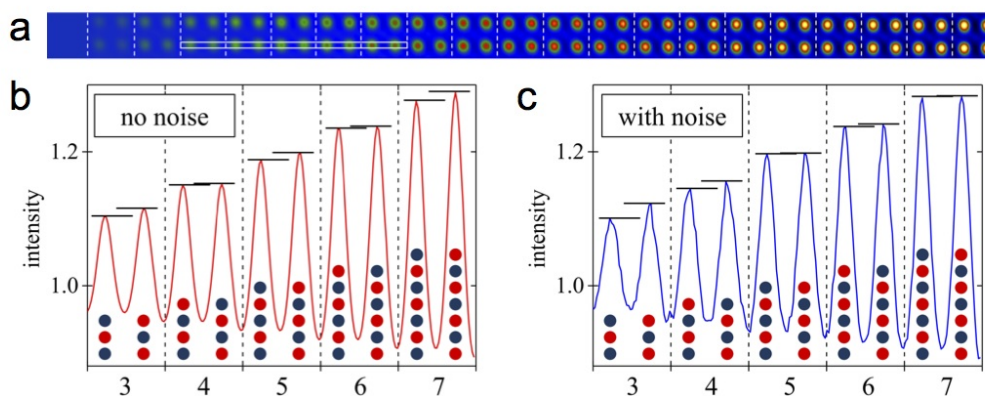 a
b
no noise
intensity
1.2
1.0
3 4 5 6 7
c
with noise
intensity
1.2
1.0
3 4 5 6 7